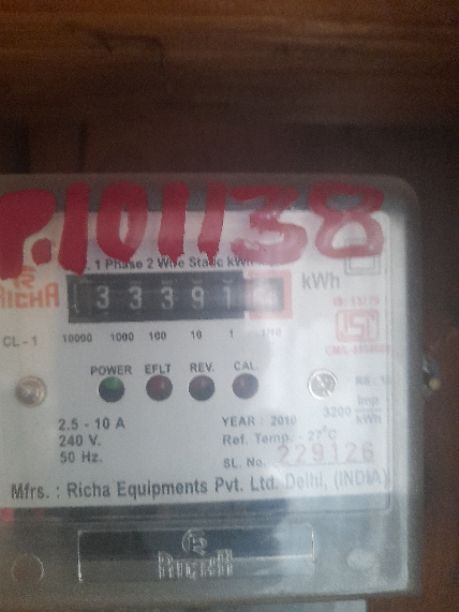 P.101138
1 Phase 2 Wire Static kWh
RICHA
33391
kWh
CL-1
10000 1000 100 10 1 1/10
POWER EFLT REV. CAL.
2.5 - 10 A
240 V.
50 Hz.
YEAR : 2010
Ref. Temp. - 27°C
SL. No. 229126
3200 imp/kWh
Mfrs. : Richa Equipments Pvt. Ltd. Delhi, (INDIA)
RICHA